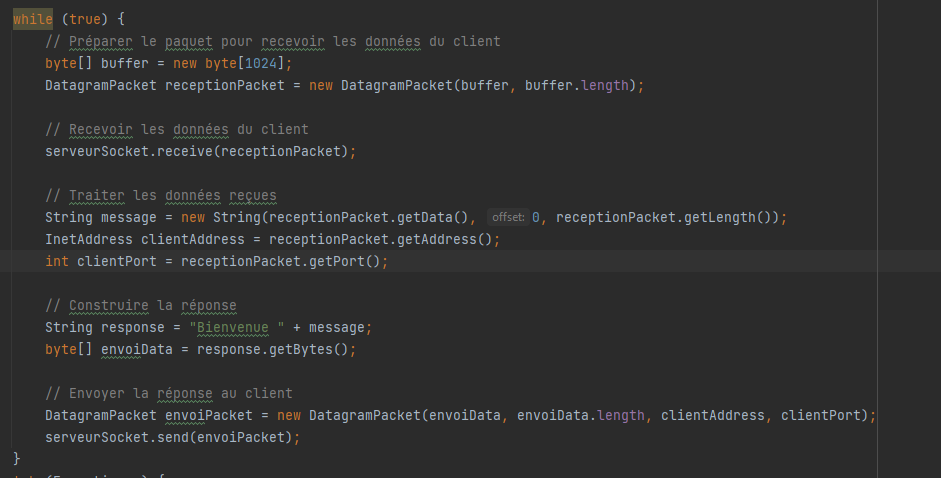 while (true) {
// Préparer le paquet pour recevoir les données du client
byte[] buffer = new byte[1024];
DatagramPacket receptionPacket = new DatagramPacket(buffer, buffer.length);
// Recevoir les données du client
serveurSocket.receive(receptionPacket);
// Traiter les données reçues
String message = new String(receptionPacket.getData(), offset: 0, receptionPacket.getLength());
InetAddress clientAddress = receptionPacket.getAddress();
int clientPort = receptionPacket.getPort();
// Construire la réponse
String response = "Bienvenue " + message;
byte[] envoiData = response.getBytes();
// Envoyer la réponse au client
DatagramPacket envoiPacket = new DatagramPacket(envoiData, envoiData.length, clientAddress, clientPort);
serveurSocket.send(envoiPacket);
}